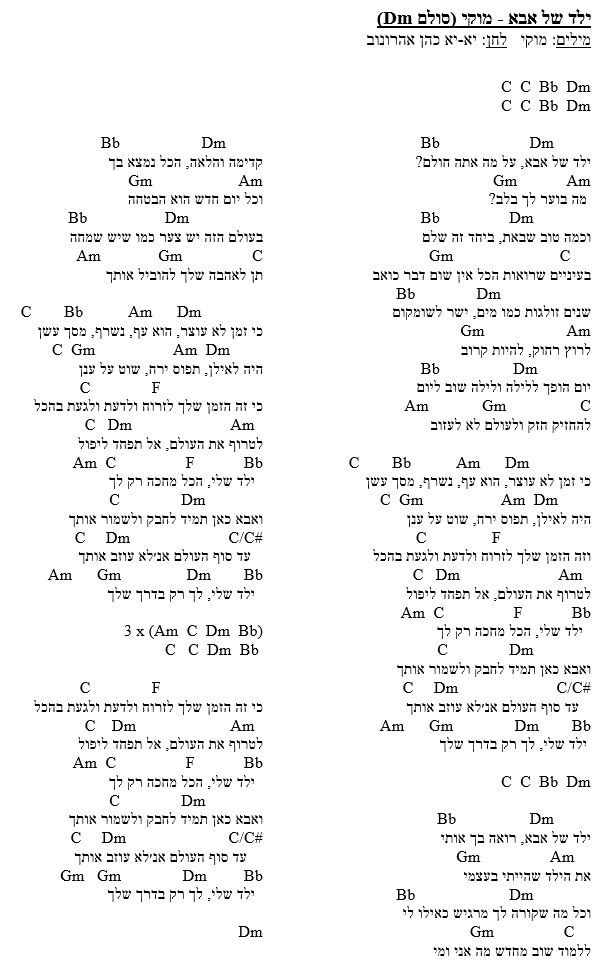 ילד של אבא - מוקי (סולם Dm)
מילים: מוקי לחן: יא-יא כהן אהרונוב
C C Bb Dm
C C Bb Dm
Bb Dm
ילד של אבא, על מה אתה חולם?
Gm Am
מה בוער לך בלב?
Bb Dm
וכמה טוב שבאת, ביחד זה שלם
Gm C
בעיניים שרואות הכל אין שום דבר כואב
Bb Dm
שנים זולגות כמו מים, ישר לשומקום
Gm Am
לרוץ רחוק, להיות קרוב
Bb Dm
יום הופך ללילה ולילה שוב ליום
Am Gm C
להחזיק חזק ולעולם לא לעזוב
C Bb Am Dm
כי זמן לא עוצר, הוא עף, נשרף, מסך עשן
C Gm Am Dm
היה לאילן, תפוס ירח, שוט על ענן
C F
וזה הזמן שלך לזרוח ולדעת ולגעת בהכל
C Dm Am
לטרוף את העולם, אל תפחד ליפול
Am C F Bb
ילד שלי, הכל מחכה רק לך
C Dm
ואבא כאן תמיד לחבק ולשמור אותך
C Dm C/C#
עד סוף העולם אני'לא עוזב אותך
Am Gm Dm Bb
ילד שלי, לך רק בדרך שלך
C C Bb Dm
Bb Dm
ילד של אבא, רואה בך אותי
Gm Am
את הילד שהייתי בעצמי
Bb Dm
וכל מה שקורה לך מרגיש כאילו לי
Gm C
ללמוד שוב מחדש מה אני ומי
Bb Dm
קדימה והלאה, הכל נמצא בך
Gm Am
וכל יום חדש הוא הבטחה
Bb Dm
בעולם הזה יש צער כמו שיש שמחה
Am Gm C
תן לאהבה שלך להוביל אותך
C Bb Am Dm
כי זמן לא עוצר, הוא עף, נשרף, מסך עשן
C Gm Am Dm
היה לאילן, תפוס ירח, שוט על ענן
C F
כי זה הזמן שלך לזרוח ולדעת ולגעת בהכל
C Dm Am
לטרוף את העולם, אל תפחד ליפול
Am C F Bb
ילד שלי, הכל מחכה רק לך
C Dm
ואבא כאן תמיד לחבק ולשמור אותך
C Dm C/C#
עד סוף העולם אני'לא עוזב אותך
Am Gm Dm Bb
ילד שלי, לך רק בדרך שלך
3 x (Am C Dm Bb)
C C Dm Bb
C F
כי זה הזמן שלך לזרוח ולדעת ולגעת בהכל
C Dm Am
לטרוף את העולם, אל תפחד ליפול
Am C F Bb
ילד שלי, הכל מחכה רק לך
C Dm
ואבא כאן תמיד לחבק ולשמור אותך
C Dm C/C#
עד סוף העולם אני'לא עוזב אותך
Gm Gm Dm Bb
ילד שלי, לך רק בדרך שלך
Dm